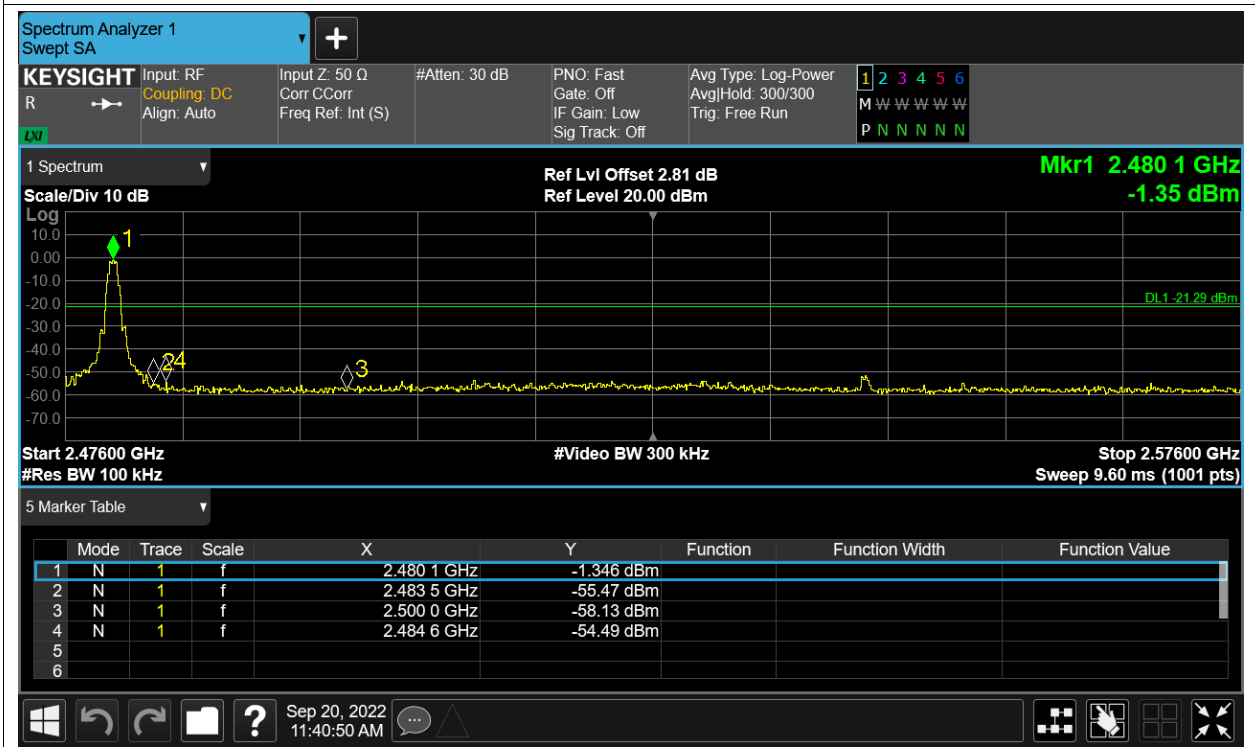 Spectrum Analyzer 1
Swept SA
KEYSIGHT Input: RF Input Z: 50 Ω #Atten: 30 dB PNO: Fast Avg Type: Log-Power 1 2 3 4 5 6
R Coupling: DC Corr CCorr Gate: Off Avg|Hold: 300/300 M W W W W W
Align: Auto Freq Ref: Int (S) IF Gain: Low Trig: Free Run
LXI Sig Track: Off P N N N N N
1 Spectrum Ref Lvl Offset 2.81 dB Mkr1 2.480 1 GHz
Scale/Div 10 dB Ref Level 20.00 dBm -1.35 dBm
Log
10.0 1
0.00
-10.0
-20.0 DL1 -21.29 dBm
-30.0
-40.0
-50.0 2 4 3
-60.0
-70.0
Start 2.47600 GHz #Video BW 300 kHz Stop 2.57600 GHz
#Res BW 100 kHz Sweep 9.60 ms (1001 pts)
5 Marker Table
Mode Trace Scale X Y Function Function Width Function Value
1 N 1 f 2.480 1 GHz -1.346 dBm
2 N 1 f 2.483 5 GHz -55.47 dBm
3 N 1 f 2.500 0 GHz -58.13 dBm
4 N 1 f 2.484 6 GHz -54.49 dBm
5
6
? Sep 20, 2022
11:40:50 AM